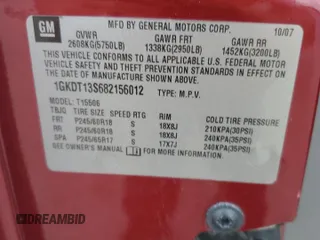 GM
MFD BY GENERAL MOTORS CORP. 10/07
GVWR GAWR FRT GAWR RR
2608KG(5750LB) 1338KG(2950LB) 1452KG(3200LB)
THIS VEHICLE CONFORMS TO ALL APPLICABLE U.S. FEDERAL MOTOR
VEHICLE SAFETY AND THEFT PREVENTION STANDARDS IN EFFECT
ON THE DATE OF MANUFACTURE SHOWN ABOVE.
1GKDT13S682156012 TYPE: M.P.V.
MODEL: T15506
TIRE SIZE SPEED RTG RIM COLD TIRE PRESSURE
FRT P245/60R18 S 18X8J 210KPA(30PSI)
RR P245/60R18 S 18X8J 240KPA(35PSI)
SPA P245/65R17 S 17X7J 240KPA(35PSI)
SEE OWNER'S MANUAL FOR MORE INFORMATION
AUTOBIDMASTER